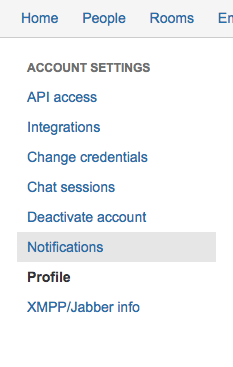 Home People Rooms Em
ACCOUNT SETTINGS
API access
Integrations
Change credentials
Chat sessions
Deactivate account
Notifications
Profile
XMPP/Jabber info